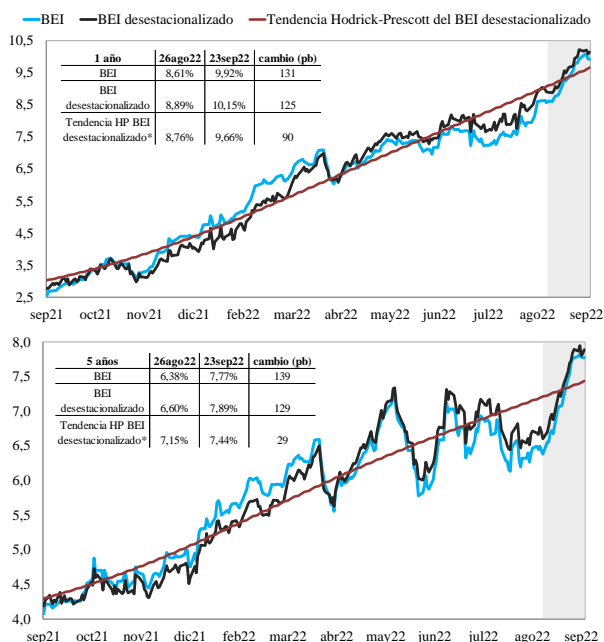 BEI BEI desestacionalizado Tendencia Hodrick-Prescott del BEI desestacionalizado
10,5
9,5
8,5
7,5
6,5
5,5
4,5
3,5
2,5
1 año 26ago22 23sep22 cambio (pb)
BEI 8,61% 9,92% 131
BEI
desestacionalizado 8,89% 10,15% 125
Tendencia HP BEI
desestacionalizado* 8,76% 9,66% 90
sep21 oct21 nov21 dic21 feb22 mar22 abr22 may22 jun22 jul22 ago22 sep22
8,0
7,5
7,0
6,5
6,0
5,5
5,0
4,5
4,0
5 años 26ago22 23sep22 cambio (pb)
BEI 6,38% 7,77% 139
BEI
desestacionalizado 6,60% 7,89% 129
Tendencia HP BEI
desestacionalizado* 7,15% 7,44% 29
sep21 oct21 nov21 dic21 feb22 mar22 abr22 may22 jun22 jul22 ago22 sep22